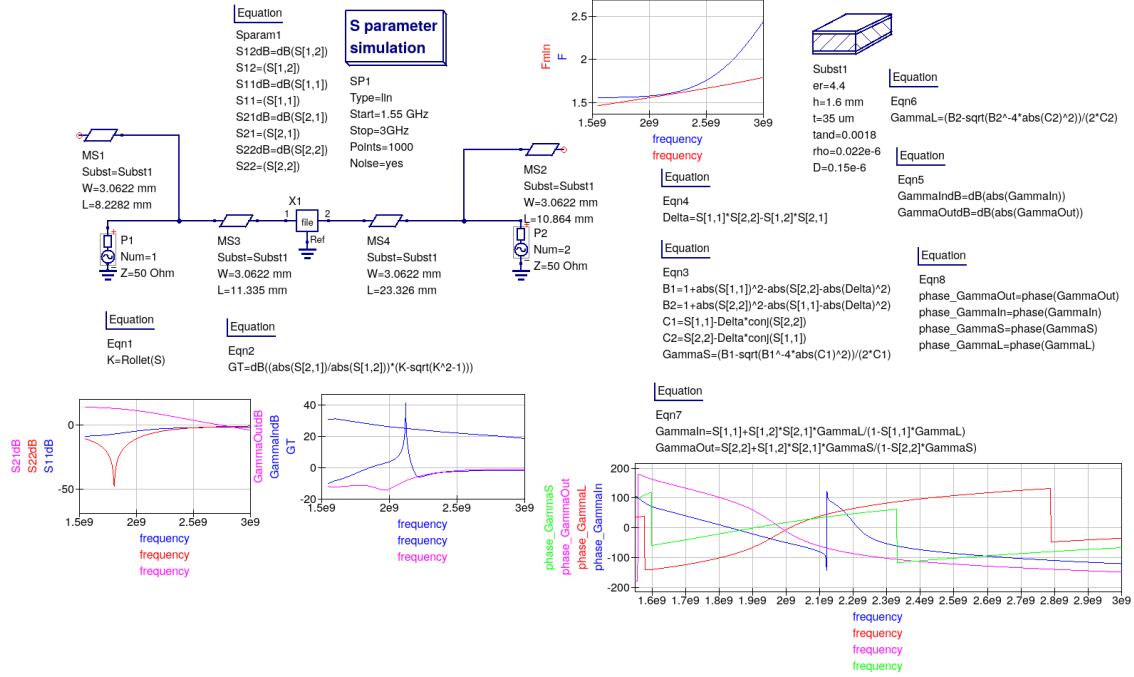 Equation
Sparam1
S12dB=dB(S[1,2])
S12=(S[1,2])
S11dB=dB(S[1,1])
S11=(S[1,1])
S21dB=dB(S[2,1])
S21=(S[2,1])
S22dB=dB(S[2,2])
S22=(S[2,2])
S parameter
simulation
SP1
Type=lin
Start=1.55 GHz
Stop=3GHz
Points=1000
Noise=yes
Fmin
F
2.5
2
1.5
1.5e9
2e9
2.5e9
3e9
frequency
frequency
Subst1
er=4.4
h=1.6 mm
t=35 um
tand=0.0018
rho=0.022e-6
D=0.15e-6
Equation
Eqn6
GammaL=(B2-sqrt(B2^-4*abs(C2)^2))/(2*C2)
Equation
Eqn5
GammaIndB=dB(abs(GammaIn))
GammaOutdB=dB(abs(GammaOut))
Equation
Eqn4
Delta=S[1,1]*S[2,2]-S[1,2]*S[2,1]
MS1
Subst=Subst1
W=3.0622 mm
L=8.2282 mm
MS2
Subst=Subst1
W=3.0622 mm
L=10.864 mm
X1
1
file
2
Ref
P1
Num=1
Z=50 Ohm
MS3
Subst=Subst1
W=3.0622 mm
L=11.335 mm
MS4
Subst=Subst1
W=3.0622 mm
L=23.326 mm
P2
Num=2
Z=50 Ohm
Equation
Eqn3
B1=1+abs(S[1,1])^2-abs(S[2,2]-abs(Delta)^2)
B2=1+abs(S[2,2])^2-abs(S[1,1]-abs(Delta)^2)
C1=S[1,1]-Delta*conj(S[2,2])
C2=S[2,2]-Delta*conj(S[1,1])
GammaS=(B1-sqrt(B1^-4*abs(C1)^2))/(2*C1)
Equation
Eqn8
phase_GammaOut=phase(GammaOut)
phase_GammaIn=phase(GammaIn)
phase_GammaS=phase(GammaS)
phase_GammaL=phase(GammaL)
Equation
Eqn1
K=Rollet(S)
Equation
Eqn2
GT=dB((abs(S[2,1])/abs(S[1,2]))*(K-sqrt(K^2-1)))
Equation
Eqn7
GammaIn=S[1,1]+S[1,2]*S[2,1]*GammaL/(1-S[1,1]*GammaL)
GammaOut=S[2,2]+S[1,2]*S[2,1]*GammaS/(1-S[2,2]*GammaS)
S21dB
S22dB
S11dB
0
-50
1.5e9
2e9
2.5e9
3e9
frequency
frequency
frequency
GammaOutdB
GammaIndB
GT
40
20
0
-20
1.5e9
2e9
2.5e9
3e9
frequency
frequency
frequency
phase_GammaS
phase_GammaOut
phase_GammaL
phase_GammaIn
200
100
0
-100
-200
1.6e9
1.7e9
1.8e9
1.9e9
2e9
2.1e9
2.2e9
2.3e9
2.4e9
2.5e9
2.6e9
2.7e9
2.8e9
2.9e9
3e9
frequency
frequency
frequency
frequency